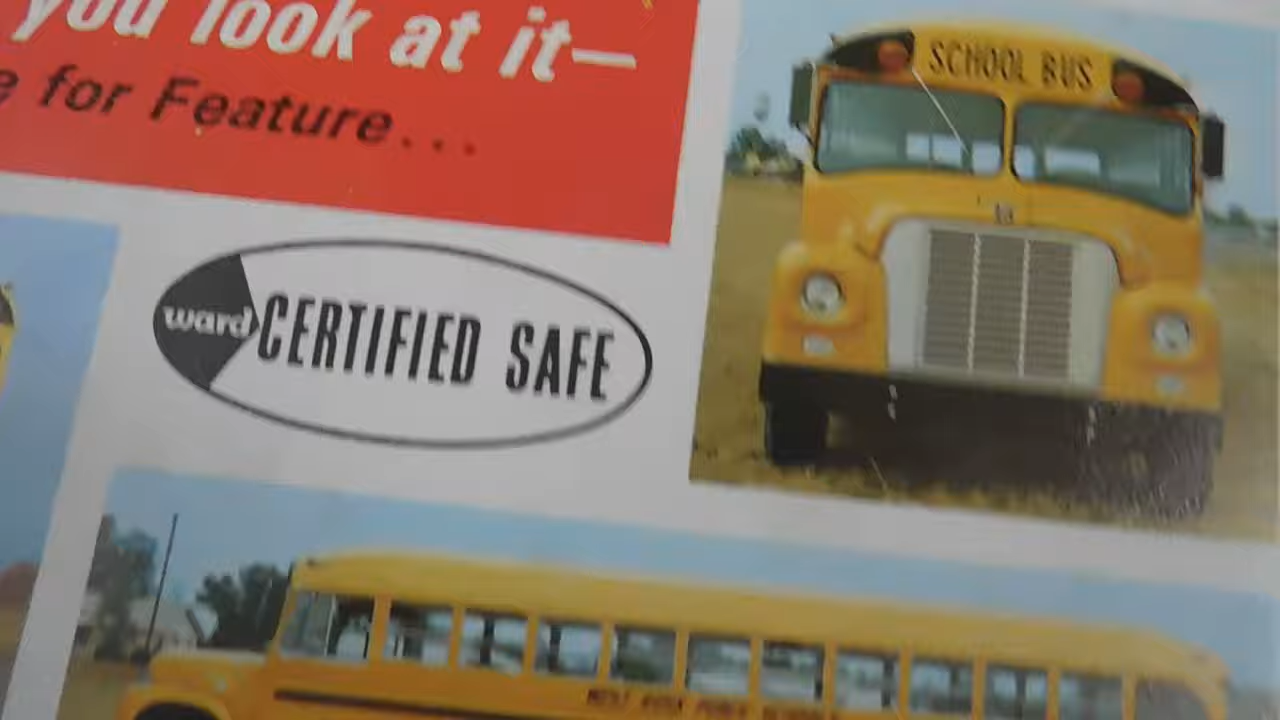 you look at it—
for Feature...
SCHOOL BUS
ward CERTIFIED SAFE